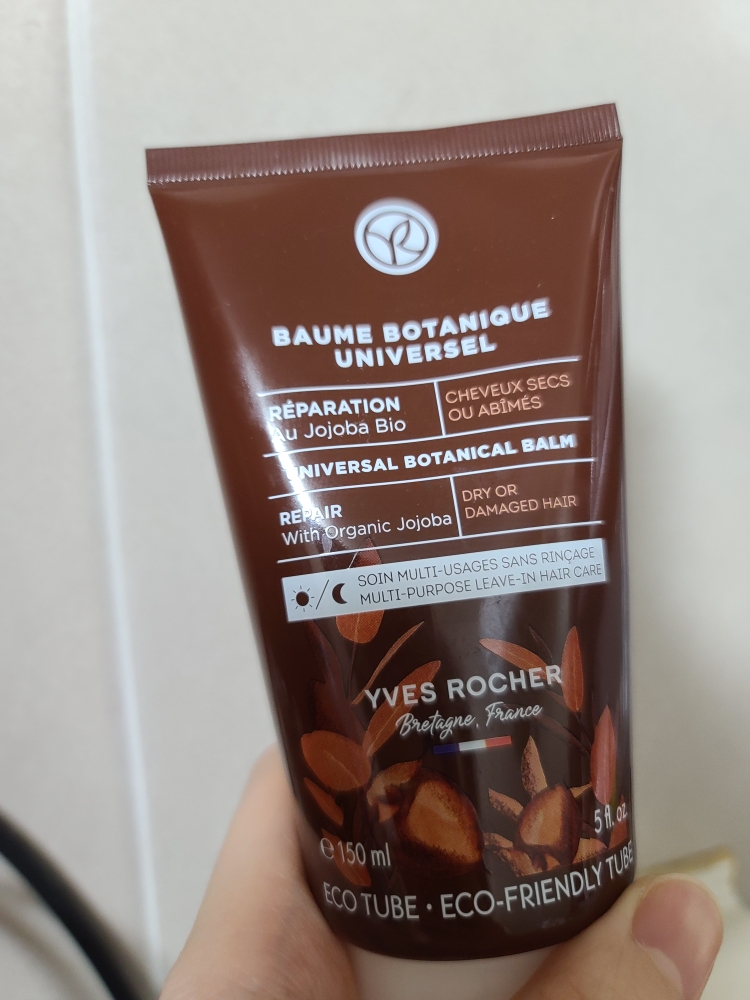 BAUME BOTANIQUE
UNIVERSEL
RÉPARATION
Au Jojoba Bio
CHEVEUX SECS
OU ABÎMÉS
UNIVERSAL BOTANICAL BALM
REPAIR
With Organic Jojoba
DRY OR
DAMAGED HAIR
SOIN MULTI-USAGES SANS RINÇAGE
MULTI-PURPOSE LEAVE-IN HAIR CARE
YVES ROCHER
Bretagne, France
℮ 150 ml
5 fl. oz.
ECO TUBE • ECO-FRIENDLY TUBE